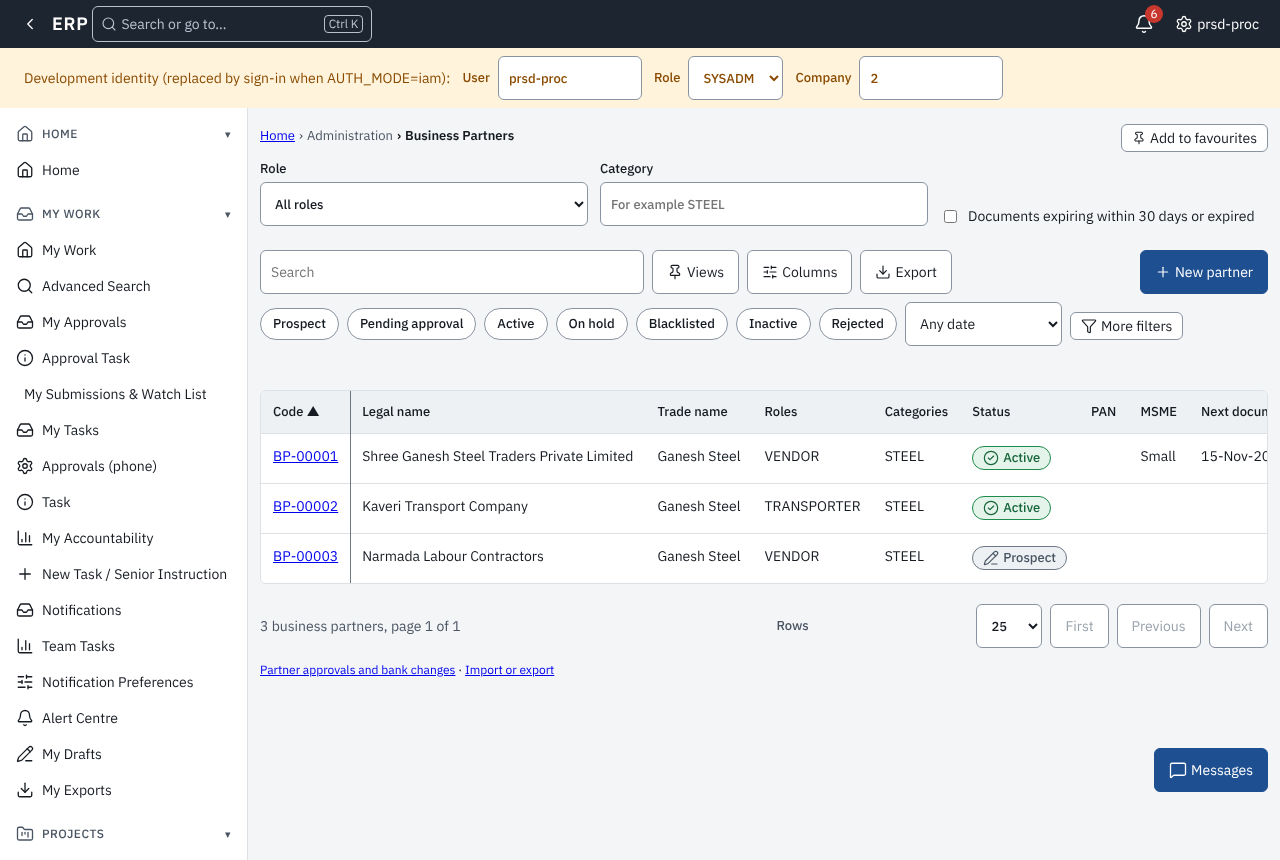 ERP Search or go to... Ctrl K 6 prsd-proc
Development identity (replaced by sign-in when AUTH_MODE=iam): User prsd-proc Role SYSADM Company 2
HOME
Home
MY WORK
My Work
Advanced Search
My Approvals
Approval Task
My Submissions & Watch List
My Tasks
Approvals (phone)
Task
My Accountability
New Task / Senior Instruction
Notifications
Team Tasks
Notification Preferences
Alert Centre
My Drafts
My Exports
PROJECTS
Home › Administration › Business Partners
Add to favourites
Role
All roles
Category
For example STEEL
Documents expiring within 30 days or expired
Search Views Columns Export + New partner
Prospect Pending approval Active On hold Blacklisted Inactive Rejected Any date More filters
Code ▲ Legal name Trade name Roles Categories Status PAN MSME Next docum
BP-00001 Shree Ganesh Steel Traders Private Limited Ganesh Steel VENDOR STEEL Active Small 15-Nov-20
BP-00002 Kaveri Transport Company Ganesh Steel TRANSPORTER STEEL Active
BP-00003 Narmada Labour Contractors Ganesh Steel VENDOR STEEL Prospect
3 business partners, page 1 of 1 Rows 25 First Previous Next
Partner approvals and bank changes · Import or export
Messages